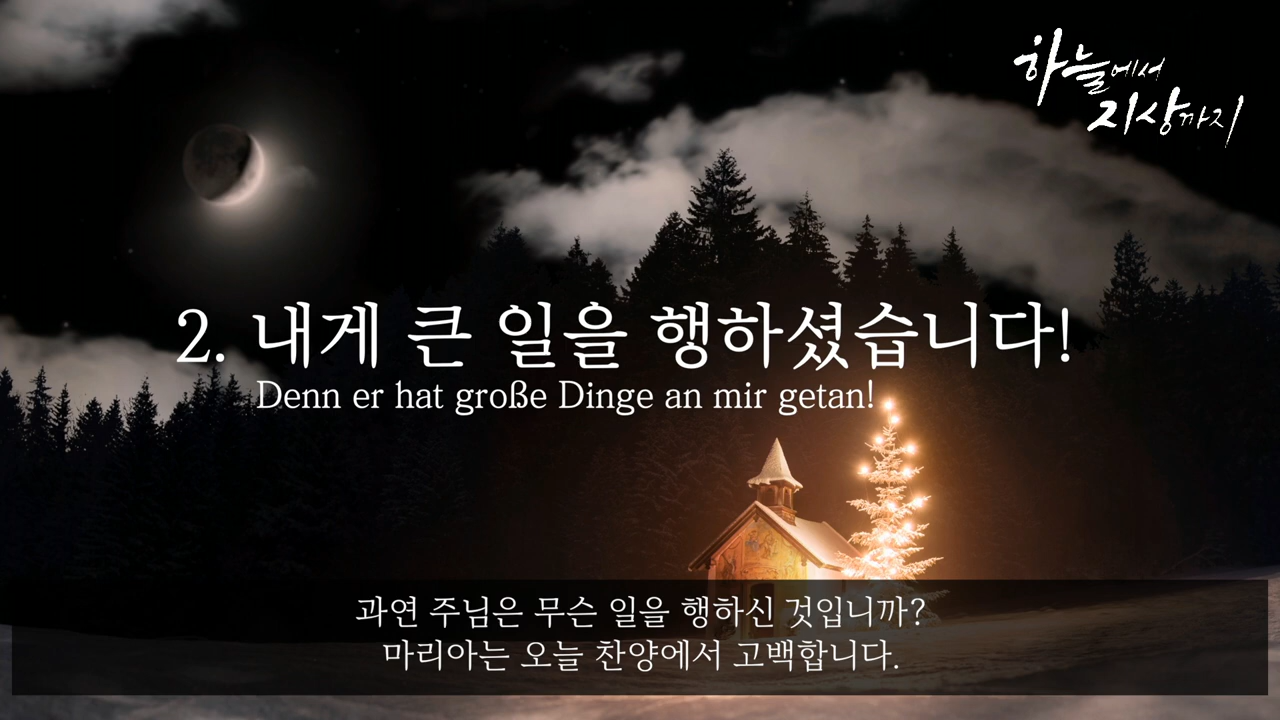 하늘에서
지상까지
2. 내게 큰 일을 행하셨습니다!
Denn er hat große Dinge an mir getan!
과연 주님은 무슨 일을 행하신 것입니까?
마리아는 오늘 찬양에서 고백합니다.